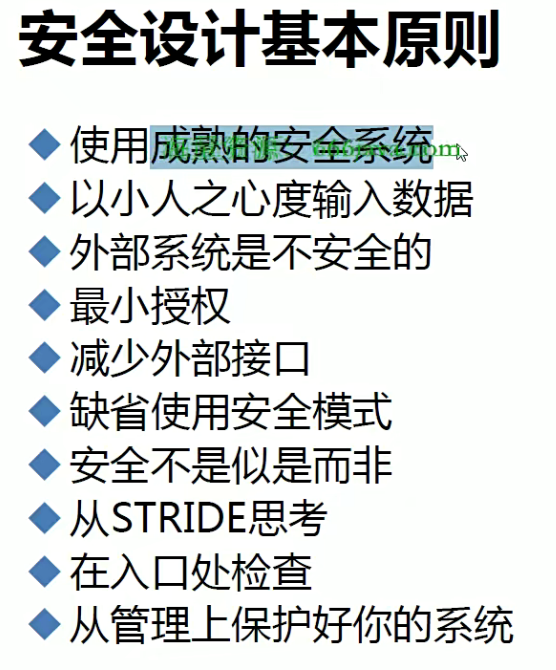 安全设计基本原则
使用成熟的安全系统
以小人之心度输入数据
外部系统是不安全的
最小授权
减少外部接口
缺省使用安全模式
安全不是似是而非
从STRIDE思考
在入口处检查
从管理上保护好你的系统